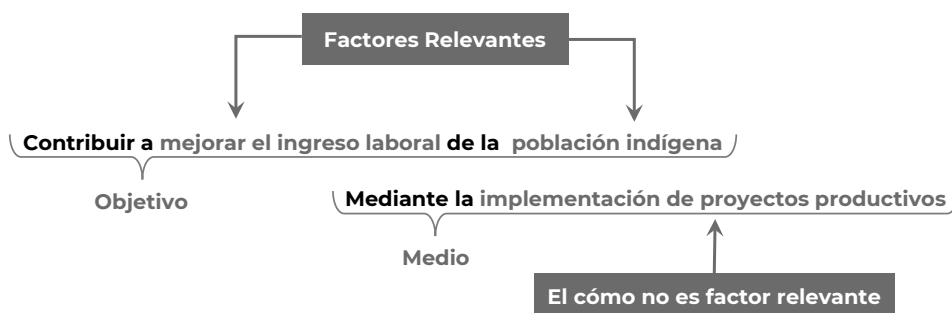 Factores Relevantes
Contribuir a mejorar el ingreso laboral de la población indígena
Objetivo
Mediante la implementación de proyectos productivos
Medio
El cómo no es factor relevante